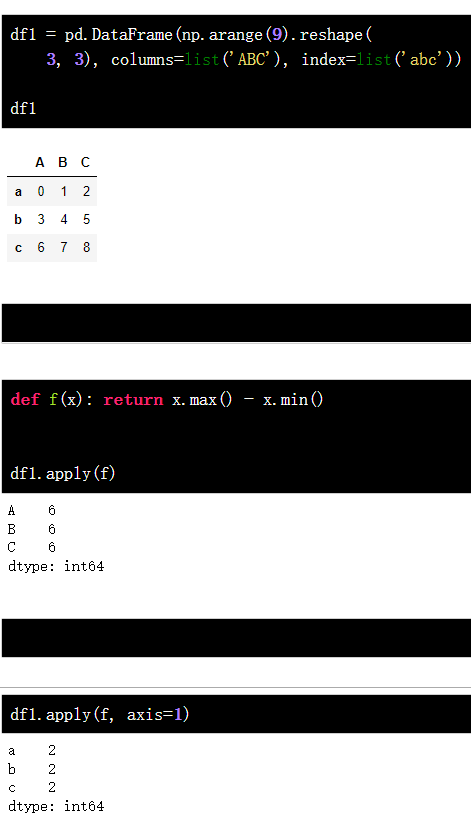 df1 = pd.DataFrame(np.arange(9).reshape(
    3, 3), columns=list('ABC'), index=list('abc'))
df1
A B C
a 0 1 2
b 3 4 5
c 6 7 8
def f(x): return x.max() - x.min()
df1.apply(f)
A    6
B    6
C    6
dtype: int64
df1.apply(f, axis=1)
a    2
b    2
c    2
dtype: int64